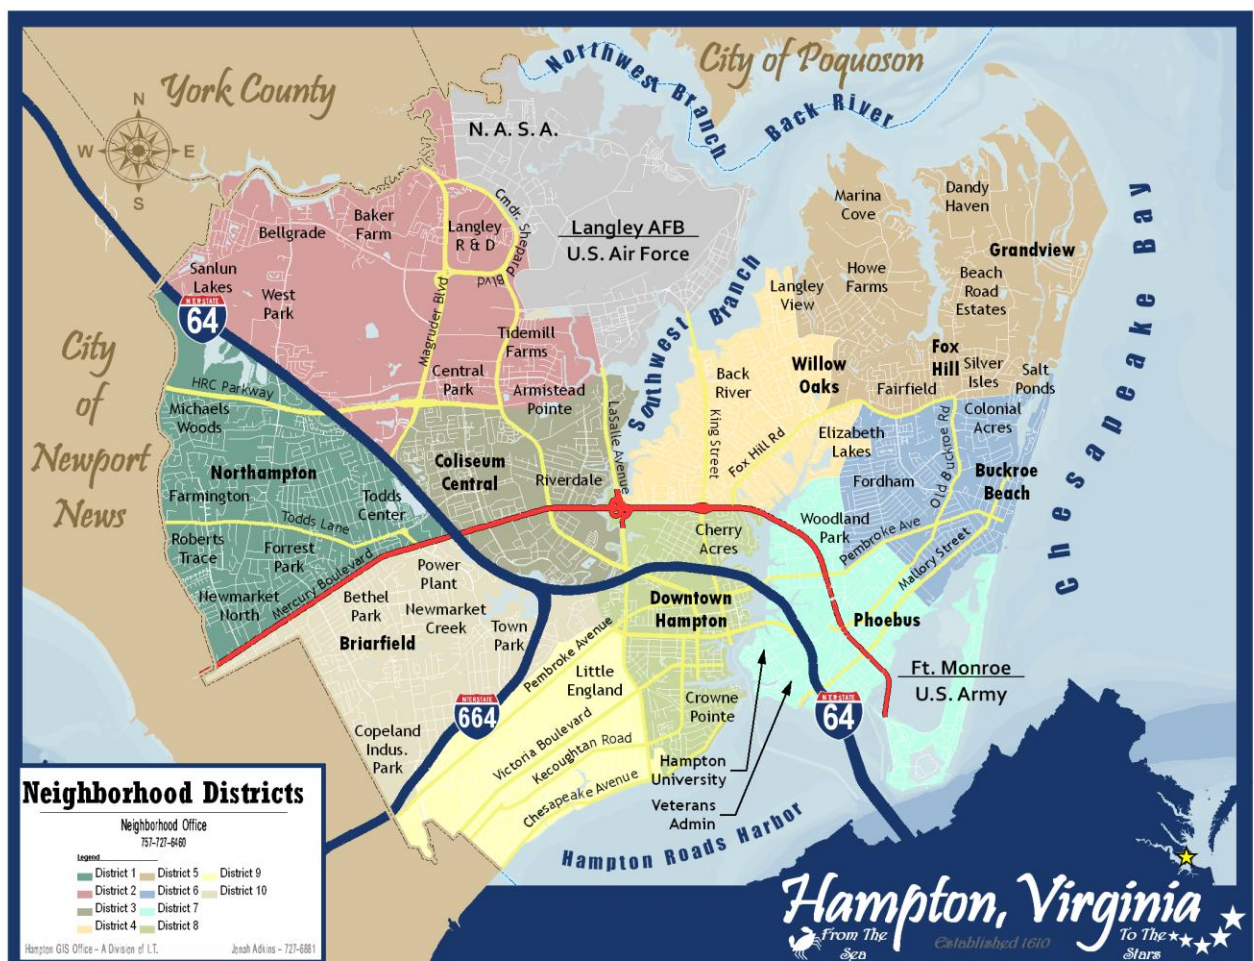 York County
City of Poquoson
Northwest Branch
Back River
N. A. S. A.
N
W
E
S
Langley AFB
U.S. Air Force
Cmdr. Shepard Blvd
Langley
R & D
Baker
Farm
Bellgrade
Sanlun
Lakes
West
Park
INTERSTATE
64
Magruder Blvd
Tidemill
Farms
Central
Park
Armistead
Pointe
Southwest Branch
LaSalle Avenue
Marina
Cove
Dandy
Haven
Grandview
Howe
Farms
Beach
Road
Estates
Langley
View
Willow
Oaks
Fox
Hill
Silver
Isles
Salt
Ponds
Fairfield
Back
River
King Street
Fox Hill Rd
Elizabeth
Lakes
Colonial
Acres
Old Buckroe Rd
Fordham
Buckroe
Beach
Chesapeake Bay
City
of
Newport
News
HRC Parkway
Michaels
Woods
Northampton
Farmington
Todds
Center
Todds Lane
Roberts
Trace
Forrest
Park
Newmarket
North
Mercury Boulevard
Coliseum
Central
Riverdale
Cherry
Acres
Woodland
Park
Pembroke Ave
Mallory Street
Power
Plant
Bethel
Park
Newmarket
Creek
Town
Park
Briarfield
Copeland
Indus.
Park
INTERSTATE
664
Pembroke Avenue
Little
England
Victoria Boulevard
Kecoughtan Road
Chesapeake Avenue
Downtown
Hampton
Crowne
Pointe
Phoebus
Ft. Monroe
U.S. Army
INTERSTATE
64
Hampton
University
Veterans
Admin
Hampton Roads Harbor
Neighborhood Districts
Neighborhood Office
757-727-6460
Legend
District 1
District 2
District 3
District 4
District 5
District 6
District 7
District 8
District 9
District 10
Hampton GIS Office - A Division of I.T.
Jonah Adkins - 727-6881
Hampton, Virginia
From The
Sea
Established 1610
To The
Stars